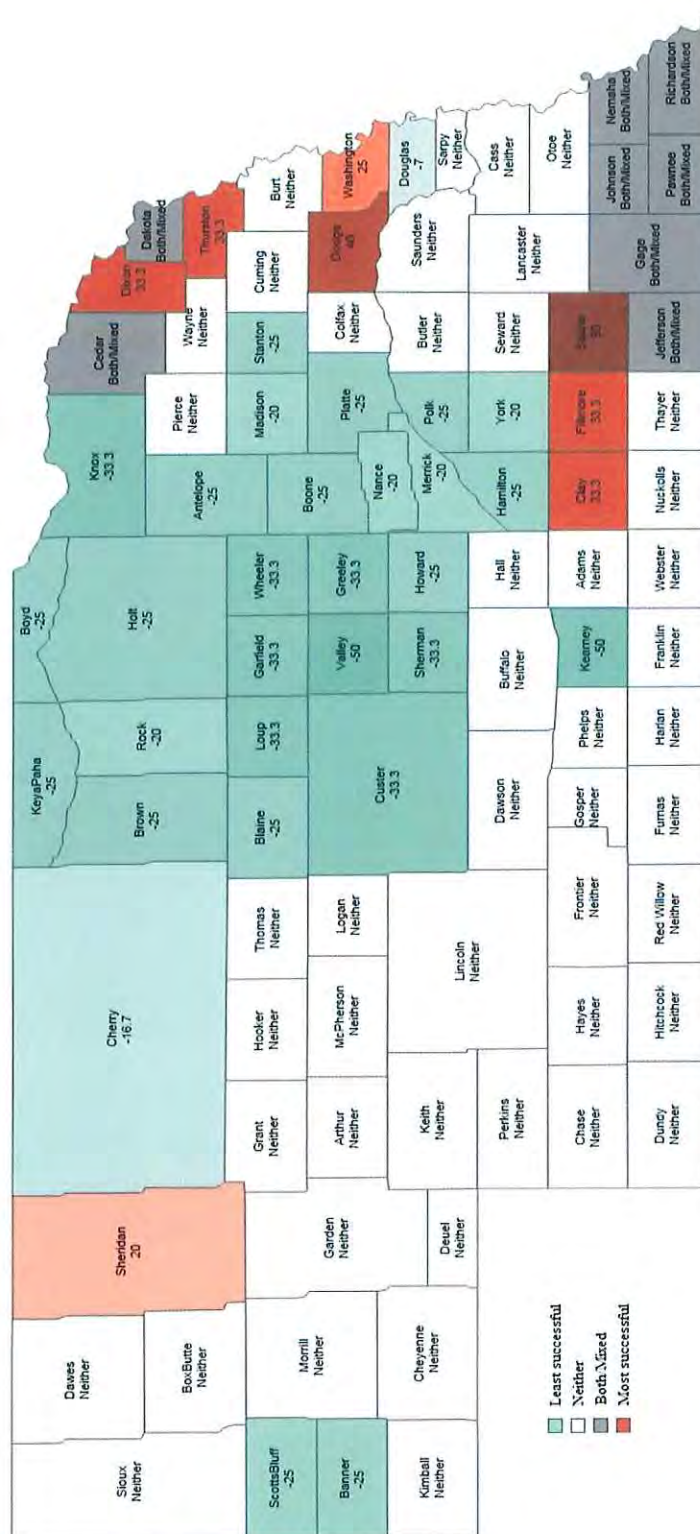 Sioux
Neither
Dawes
Neither
BoxButte
Neither
Sheridan
20
ScottsBluff
-25
Banner
-25
Kimball
Neither
Morrill
Neither
Cheyenne
Neither
Garden
Neither
Deuel
Neither
Cherry
-16.7
Grant
Neither
Hooker
Neither
Thomas
Neither
Arthur
Neither
McPherson
Neither
Logan
Neither
Keith
Neither
Perkins
Neither
Lincoln
Neither
Chase
Neither
Hayes
Neither
Frontier
Neither
Dundy
Neither
Hitchcock
Neither
Red Willow
Neither
KeyaPaha
-25
Brown
-25
Rock
-20
Boyd
-25
Holt
-25
Blaine
-25
Loup
-33.3
Garfield
-33.3
Wheeler
-33.3
Custer
-33.3
Valley
-50
Greeley
-33.3
Sherman
-33.3
Howard
-25
Dawson
Neither
Buffalo
Neither
Hall
Neither
Gosper
Neither
Phelps
Neither
Kearney
-50
Adams
Neither
Furnas
Neither
Harlan
Neither
Franklin
Neither
Webster
Neither
Knox
-33.3
Cedar
Both/Mixed
Dixon
33.3
Dakota
Both/Mixed
Antelope
-25
Pierce
Neither
Wayne
Neither
Thurston
33.3
Boone
-25
Madison
-20
Stanton
-25
Cuming
Neither
Burt
Neither
Nance
-20
Platte
-25
Colfax
Neither
Dodge
40
Washington
25
Merrick
-20
Polk
-25
Butler
Neither
Saunders
Neither
Douglas
-7
Sarpy
Neither
Hamilton
-25
York
-20
Seward
Neither
Lancaster
Neither
Cass
Neither
Otoe
Neither
Clay
33.3
Fillmore
33.3
Saline
50
Gage
Both/Mixed
Johnson
Both/Mixed
Nemaha
Both/Mixed
Nuckolls
Neither
Thayer
Neither
Jefferson
Both/Mixed
Pawnee
Both/Mixed
Richardson
Both/Mixed
Least successful
Neither
Both Mixed
Most successful